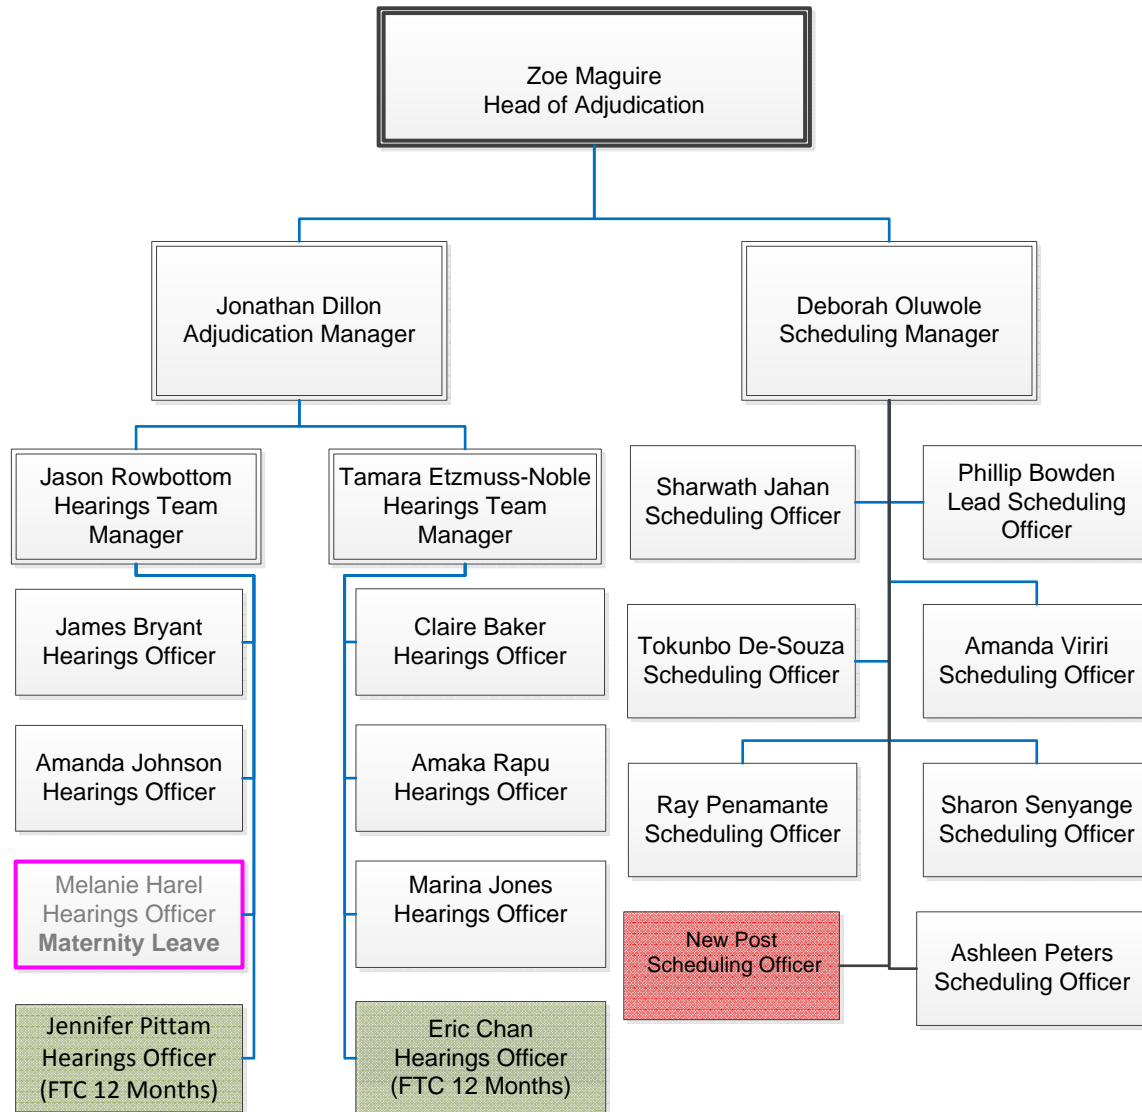 Zoe Maguire
Head of Adjudication
Jonathan Dillon
Adjudication Manager
Deborah Oluwole
Scheduling Manager
Jason Rowbottom
Hearings Team
Manager
Tamara Etzmuss-Noble
Hearings Team
Manager
Sharwath Jahan
Scheduling Officer
Phillip Bowden
Lead Scheduling
Officer
James Bryant
Hearings Officer
Claire Baker
Hearings Officer
Tokunbo De-Souza
Scheduling Officer
Amanda Viriri
Scheduling Officer
Amanda Johnson
Hearings Officer
Amaka Rapu
Hearings Officer
Ray Penamante
Scheduling Officer
Sharon Senyange
Scheduling Officer
Melanie Harel
Hearings Officer
Maternity Leave
Marina Jones
Hearings Officer
New Post
Scheduling Officer
Ashleen Peters
Scheduling Officer
Jennifer Pittam
Hearings Officer
(FTC 12 Months)
Eric Chan
Hearings Officer
(FTC 12 Months)